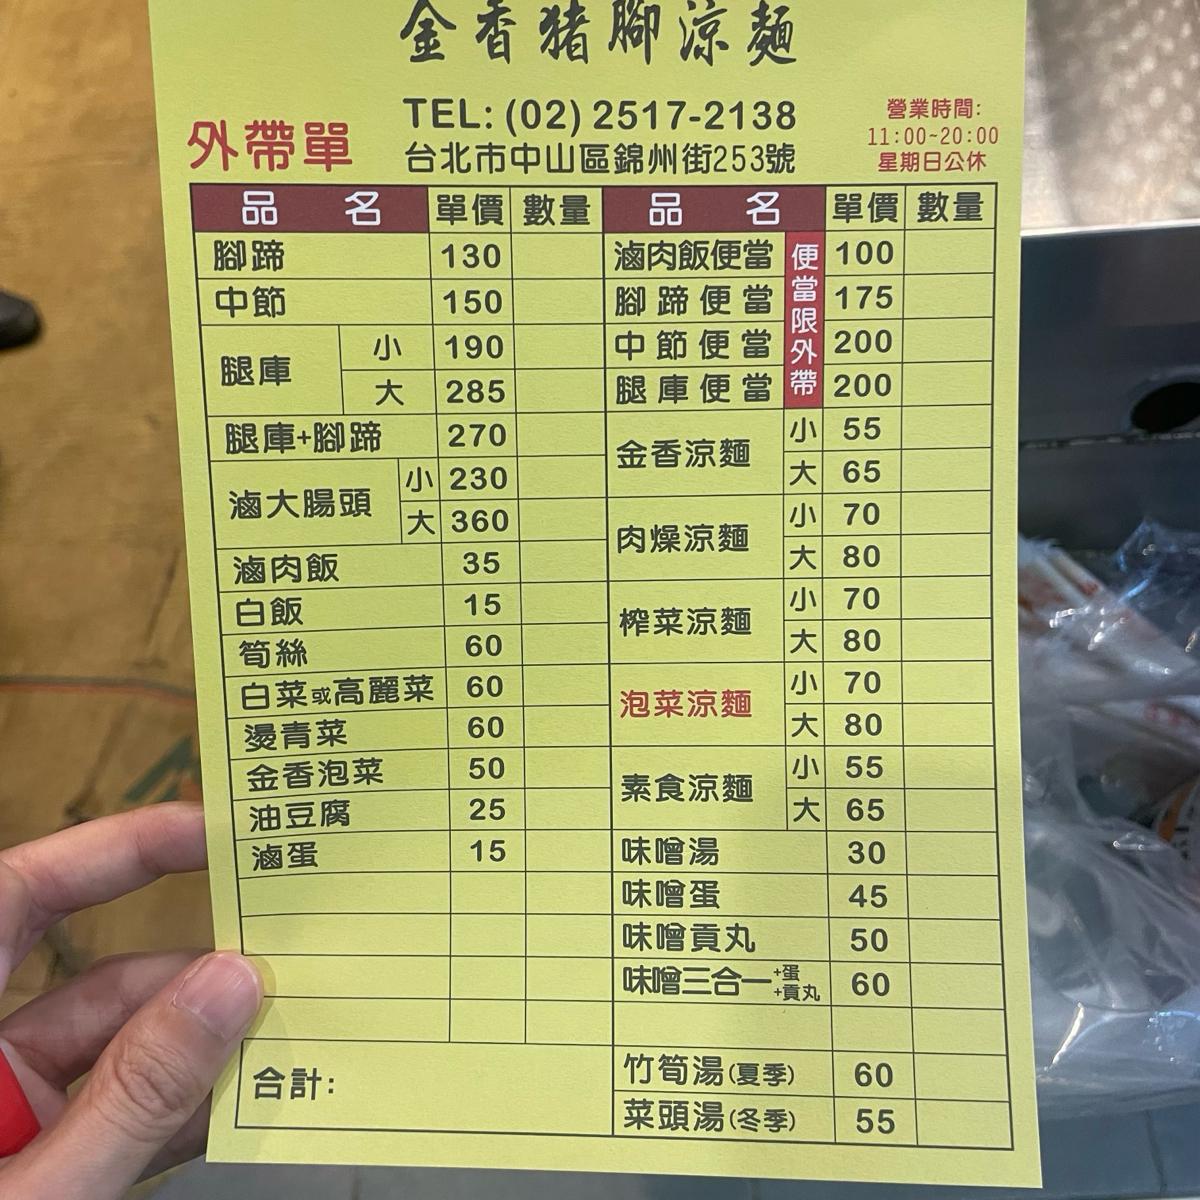 金香猪腳涼麵
TEL: (02) 2517-2138
台北市中山區錦州街253號
外帶單
營業時間:
11:00~20:00
星期日公休
品 名 單價 數量
腳蹄 130
中節 150
腿庫 小 190
大 285
腿庫+腳蹄 270
滷大腸頭 小 230
大 360
滷肉飯 35
白飯 15
筍絲 60
白菜或高麗菜 60
燙青菜 60
金香泡菜 50
油豆腐 25
滷蛋 15
合計:
品 名 單價 數量
滷肉飯便當 100
腳蹄便當 175
中節便當 200
腿庫便當 200
便當限外帶
金香涼麵 小 55
大 65
肉燥涼麵 小 70
大 80
榨菜涼麵 小 70
大 80
泡菜涼麵 小 70
大 80
素食涼麵 小 55
大 65
味噌湯 30
味噌蛋 45
味噌貢丸 50
味噌三合一 +蛋 +貢丸 60
竹筍湯(夏季) 60
菜頭湯(冬季) 55